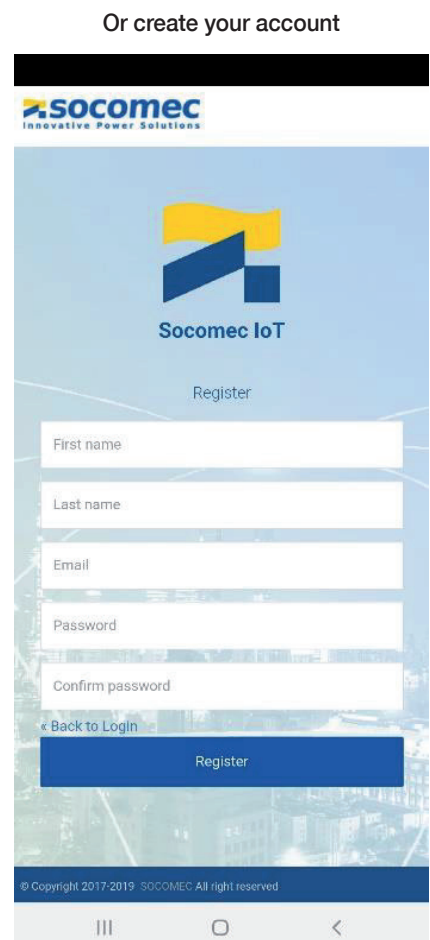 Or create your account
socomec
Innovative Power Solutions
Socomec IoT
Register
First name
Last name
Email
Password
Confirm password
« Back to Login
Register
© Copyright 2017-2019 SOCOMEC All right reserved